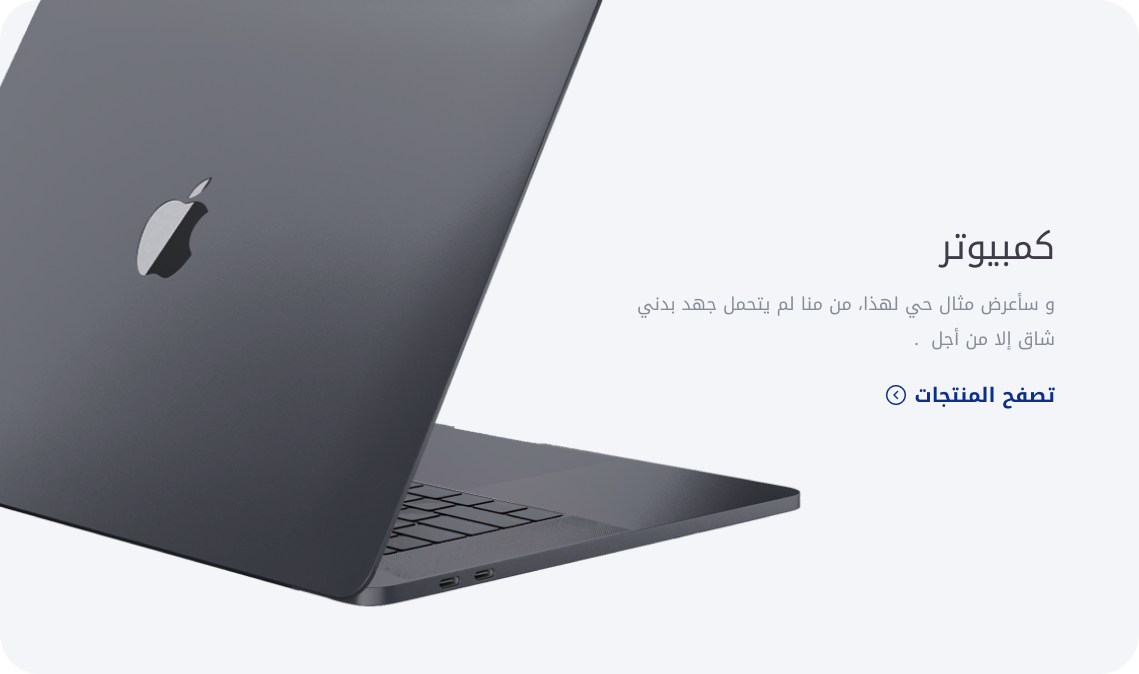 كمبيوتر
و سأعرض مثال حي لهذا، من منا لم يتحمل جهد بدني
شاق إلا من أجل .
تصفح المنتجات